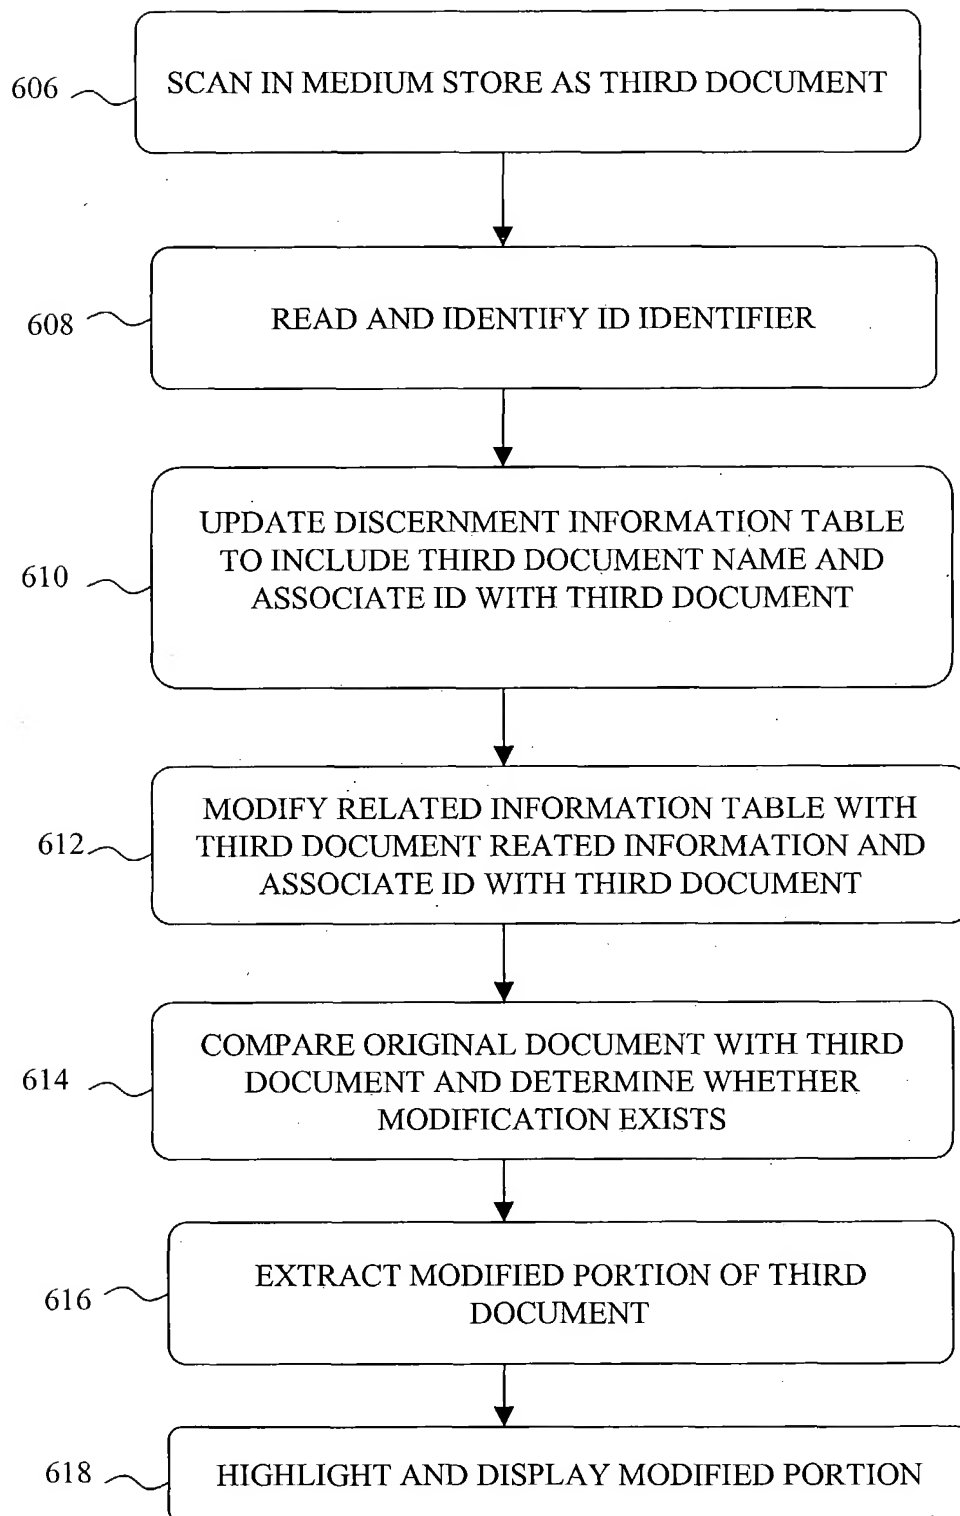 606
SCAN IN MEDIUM STORE AS THIRD DOCUMENT
608
READ AND IDENTIFY ID IDENTIFIER
610
UPDATE DISCERNMENT INFORMATION TABLE
TO INCLUDE THIRD DOCUMENT NAME AND
ASSOCIATE ID WITH THIRD DOCUMENT
612
MODIFY RELATED INFORMATION TABLE WITH
THIRD DOCUMENT REATED INFORMATION AND
ASSOCIATE ID WITH THIRD DOCUMENT
614
COMPARE ORIGINAL DOCUMENT WITH THIRD
DOCUMENT AND DETERMINE WHETHER
MODIFICATION EXISTS
616
EXTRACT MODIFIED PORTION OF THIRD
DOCUMENT
618
HIGHLIGHT AND DISPLAY MODIFIED PORTION